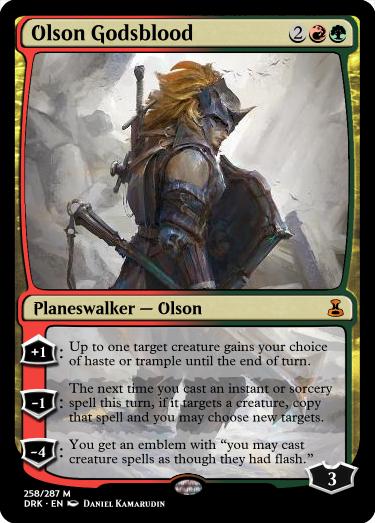 Olson Godsblood 2
Planeswalker — Olson
+1: Up to one target creature gains your choice
of haste or trample until the end of turn.
The next time you cast an instant or sorcery
-1: spell this turn, if it targets a creature, copy
that spell and you may choose new targets.
-4: You get an emblem with “you may cast
creature spells as though they had flash.”
3
258/287 M
DRK • EN DANIEL KAMARUDIN